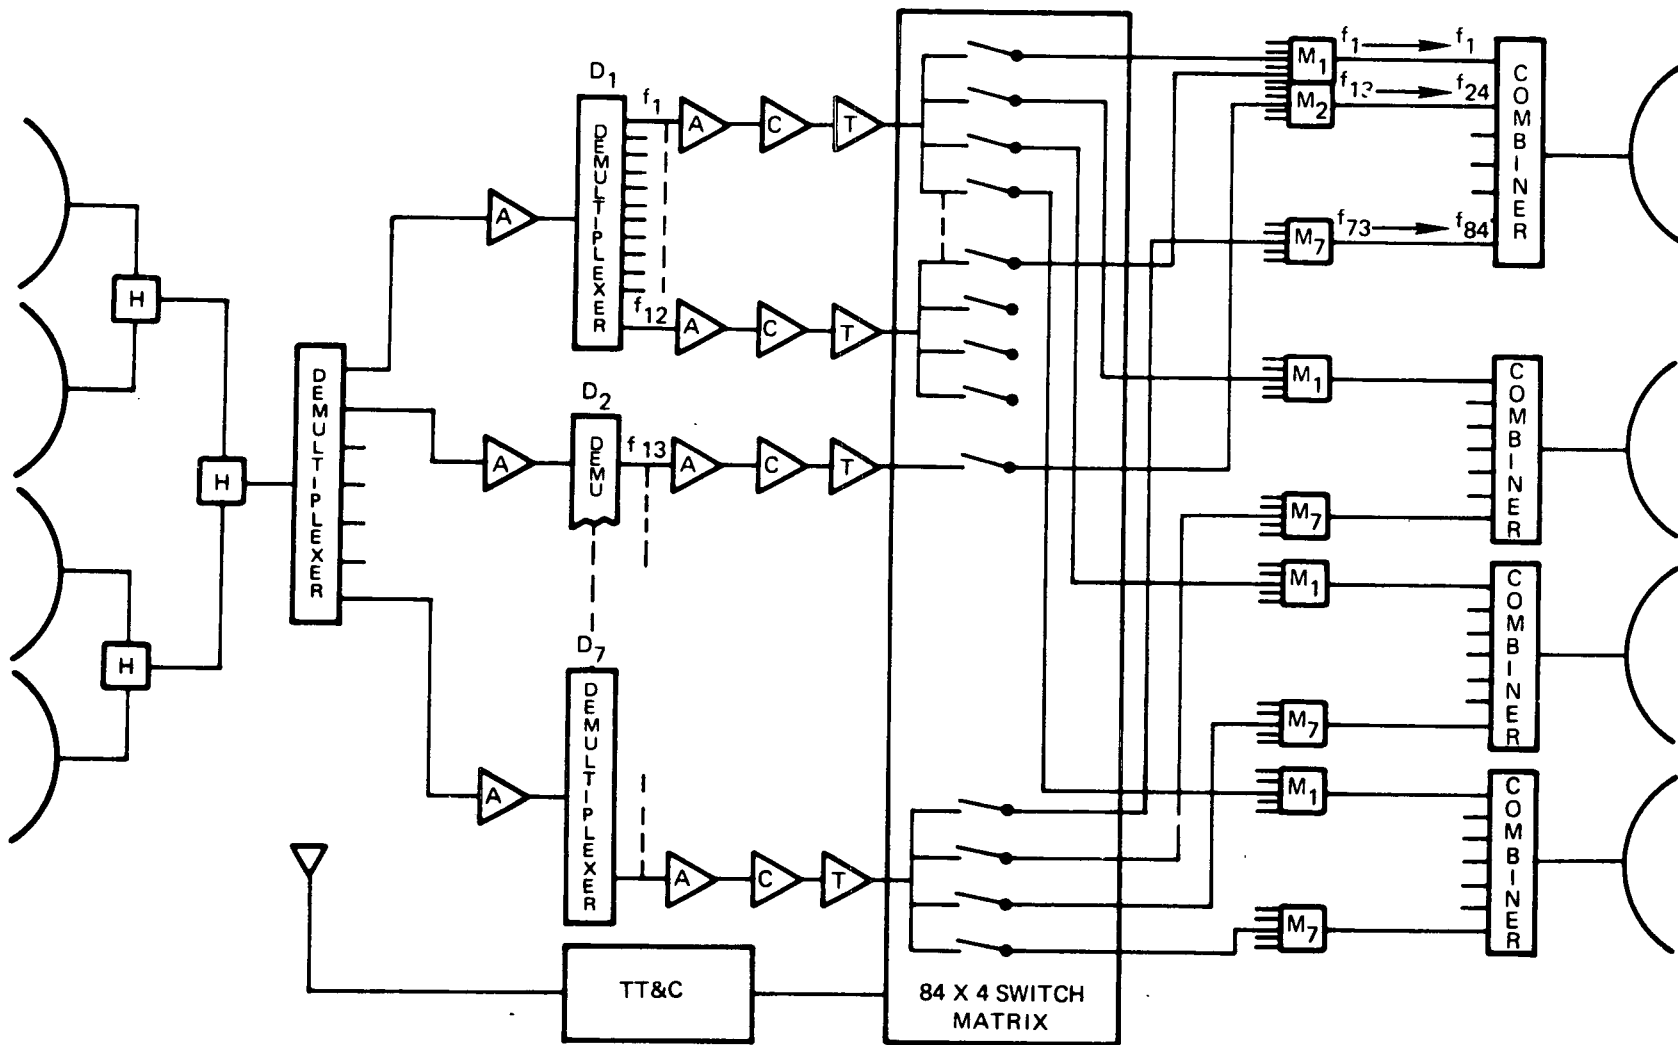 H
H
H
H
DEMULTIPLEXER
A
D1
DEMULTIPLEXER
f1
A
C
T
f12
A
C
T
A
D2
DEMU
f13
A
C
T
A
D7
DEMULTIPLEXER
A
C
T
TT&C
84 X 4 SWITCH
MATRIX
M1
f1
f1
M2
f13
f24
M7
f73
f84
COMBINER
M1
M7
COMBINER
M1
M7
COMBINER
M1
M7
COMBINER